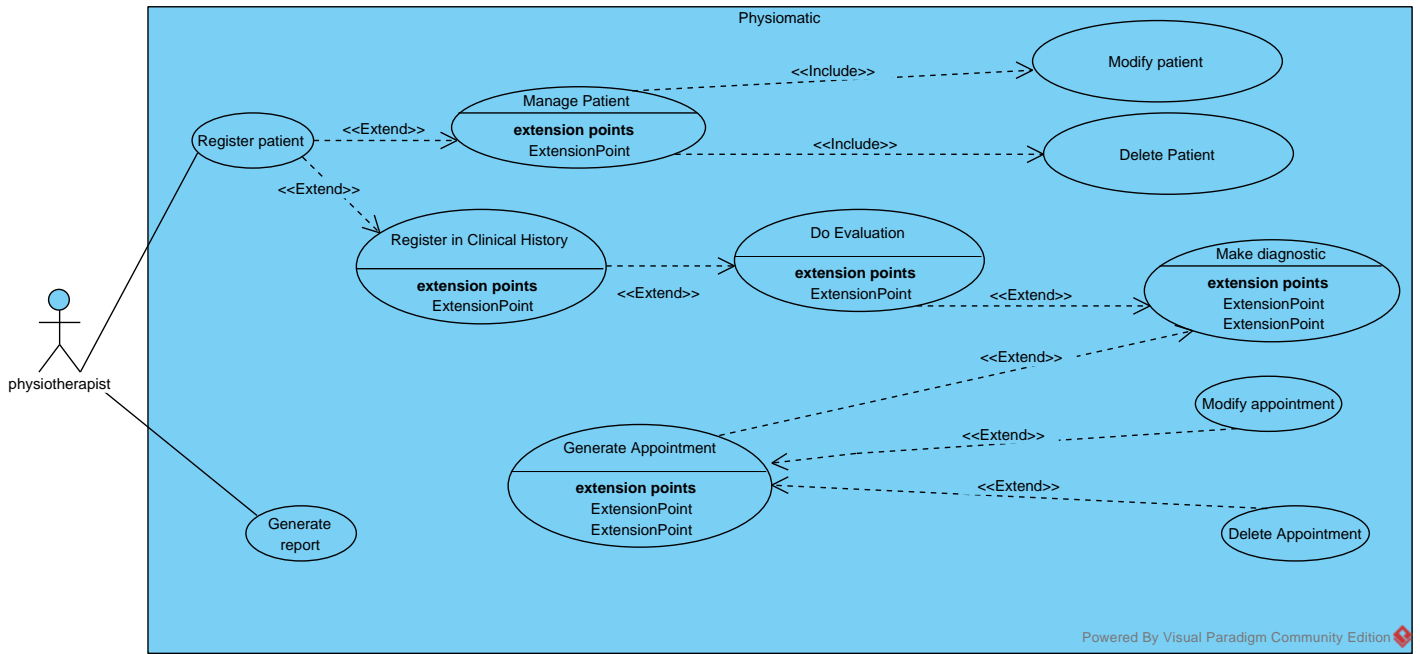 Physiomatic
Modify patient
<<Include>>
Manage Patient
extension points
ExtensionPoint
<<Extend>>
Register patient
<<Include>>
Delete Patient
<<Extend>>
Register in Clinical History
extension points
ExtensionPoint
<<Extend>>
Do Evaluation
extension points
ExtensionPoint
<<Extend>>
Make diagnostic
extension points
ExtensionPoint
ExtensionPoint
physiotherapist
<<Extend>>
Modify appointment
<<Extend>>
Generate Appointment
extension points
ExtensionPoint
ExtensionPoint
<<Extend>>
Delete Appointment
Generate
report
Powered By Visual Paradigm Community Edition